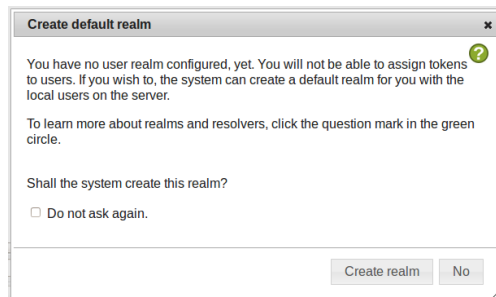 Create default realm
You have no user realm configured, yet. You will not be able to assign tokens
to users. If you wish to, the system can create a default realm for you with the
local users on the server.
To learn more about realms and resolvers, click the question mark in the green
circle.
Shall the system create this realm?
Do not ask again.
Create realm No